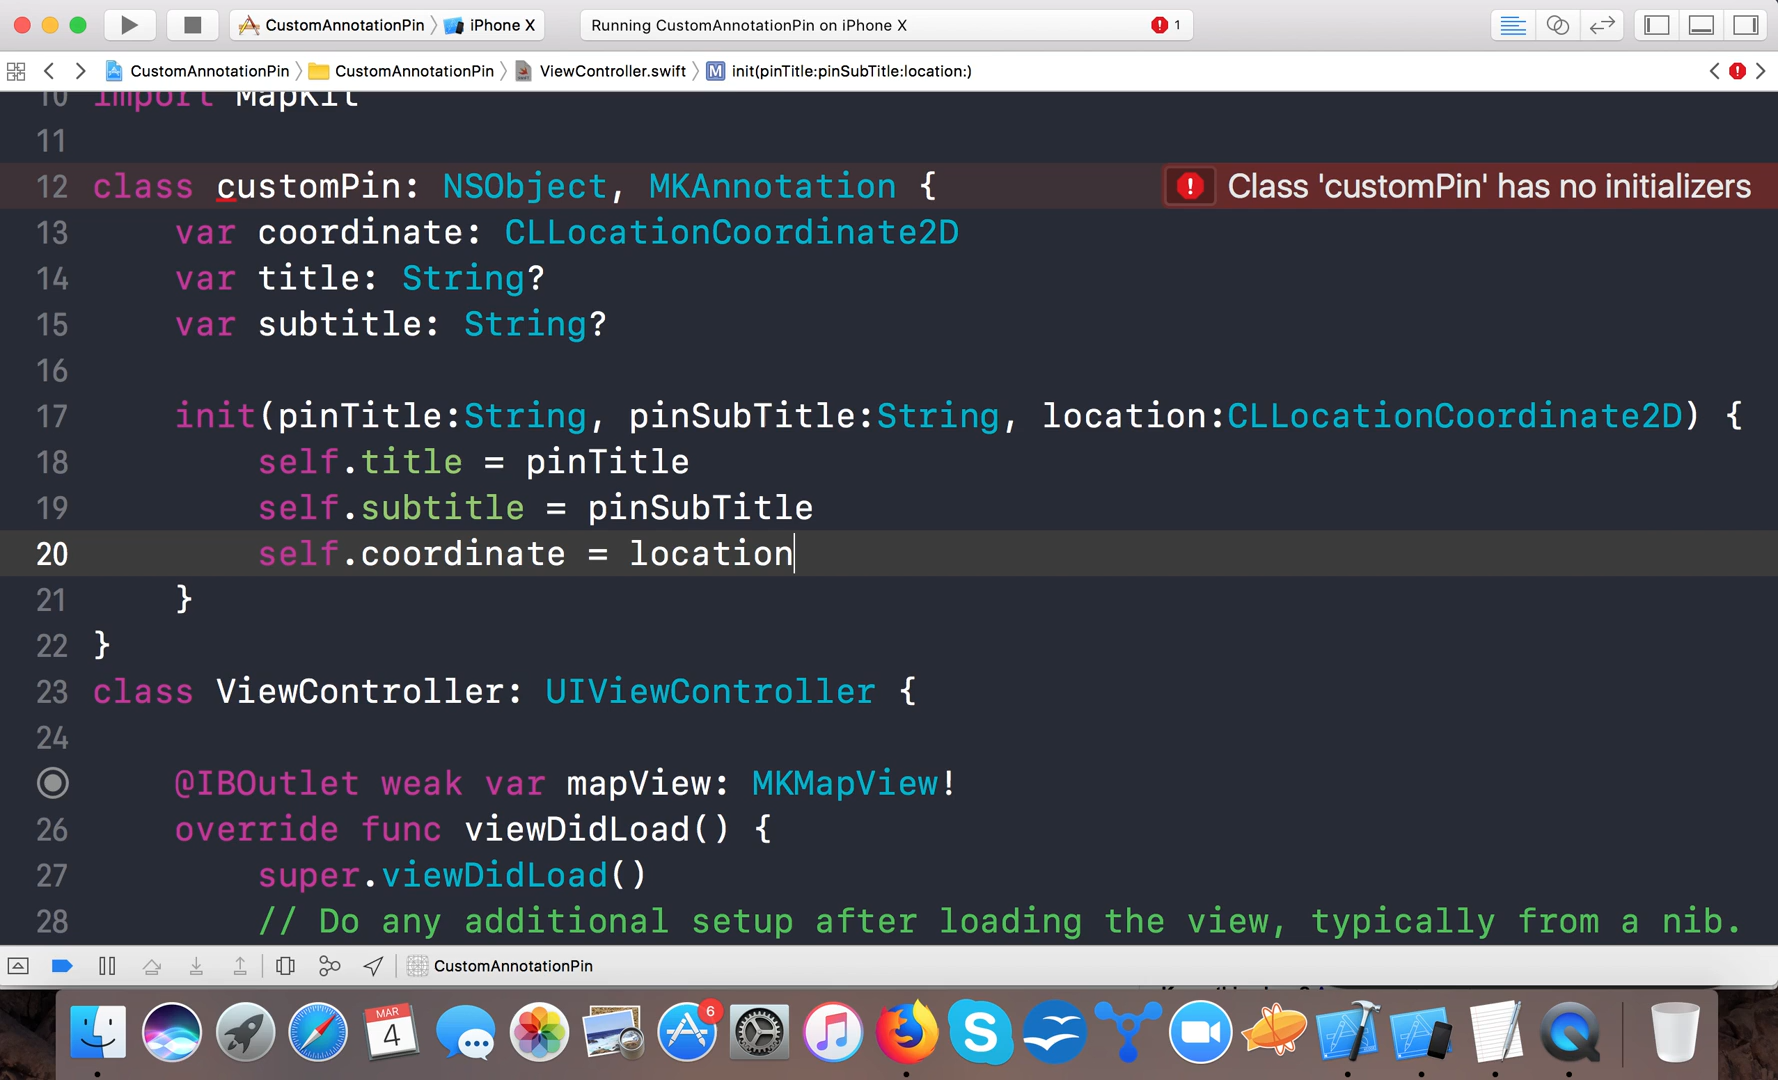 CustomAnnotationPin iPhone X
Running CustomAnnotationPin on iPhone X 1
CustomAnnotationPin CustomAnnotationPin ViewController.swift M init(pinTitle:pinSubTitle:location:)
10 import MapKit
11
12 class customPin: NSObject, MKAnnotation { Class 'customPin' has no initializers
13 var coordinate: CLLocationCoordinate2D
14 var title: String?
15 var subtitle: String?
16
17 init(pinTitle:String, pinSubTitle:String, location:CLLocationCoordinate2D) {
18 self.title = pinTitle
19 self.subtitle = pinSubTitle
20 self.coordinate = location
21 }
22 }
23 class ViewController: UIViewController {
24
@IBOutlet weak var mapView: MKMapView!
26 override func viewDidLoad() {
27 super.viewDidLoad()
28 // Do any additional setup after loading the view, typically from a nib.
CustomAnnotationPin
MAR
4
6
S